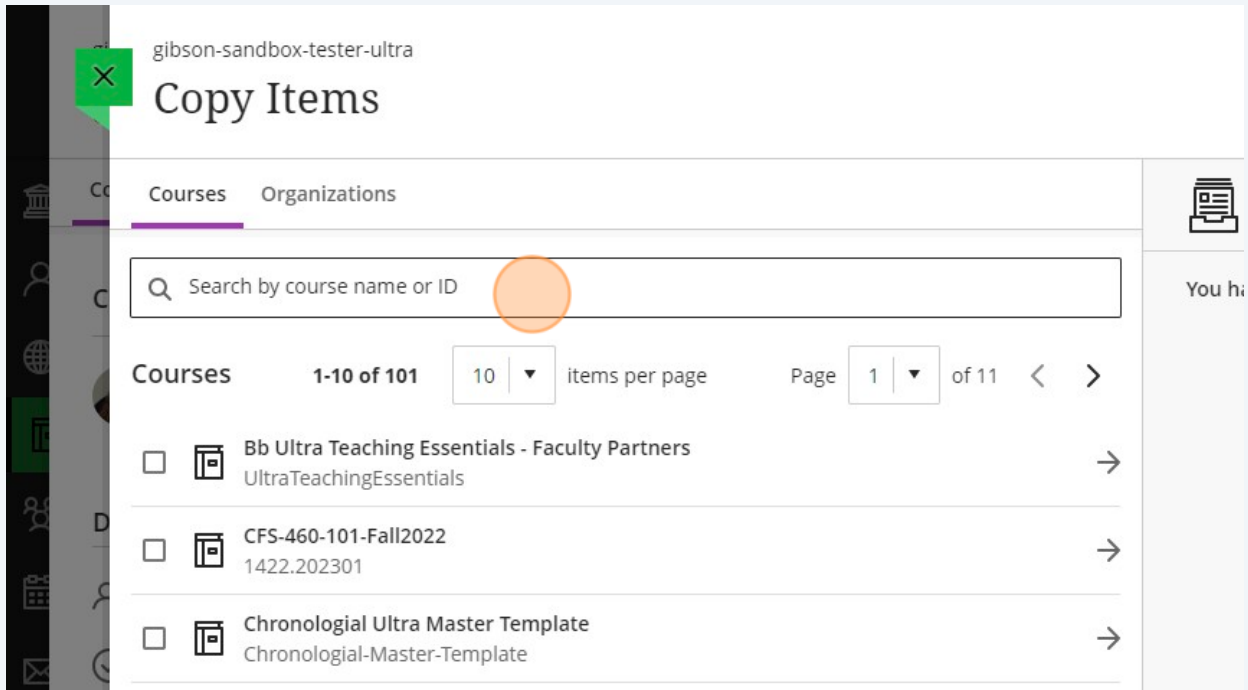 gibson-sandbox-tester-ultra
Copy Items
Courses Organizations
Search by course name or ID
Courses 1-10 of 101 10 items per page Page 1 of 11
Bb Ultra Teaching Essentials - Faculty Partners
UltraTeachingEssentials
CFS-460-101-Fall2022
1422.202301
Chronologial Ultra Master Template
Chronologial-Master-Template
You